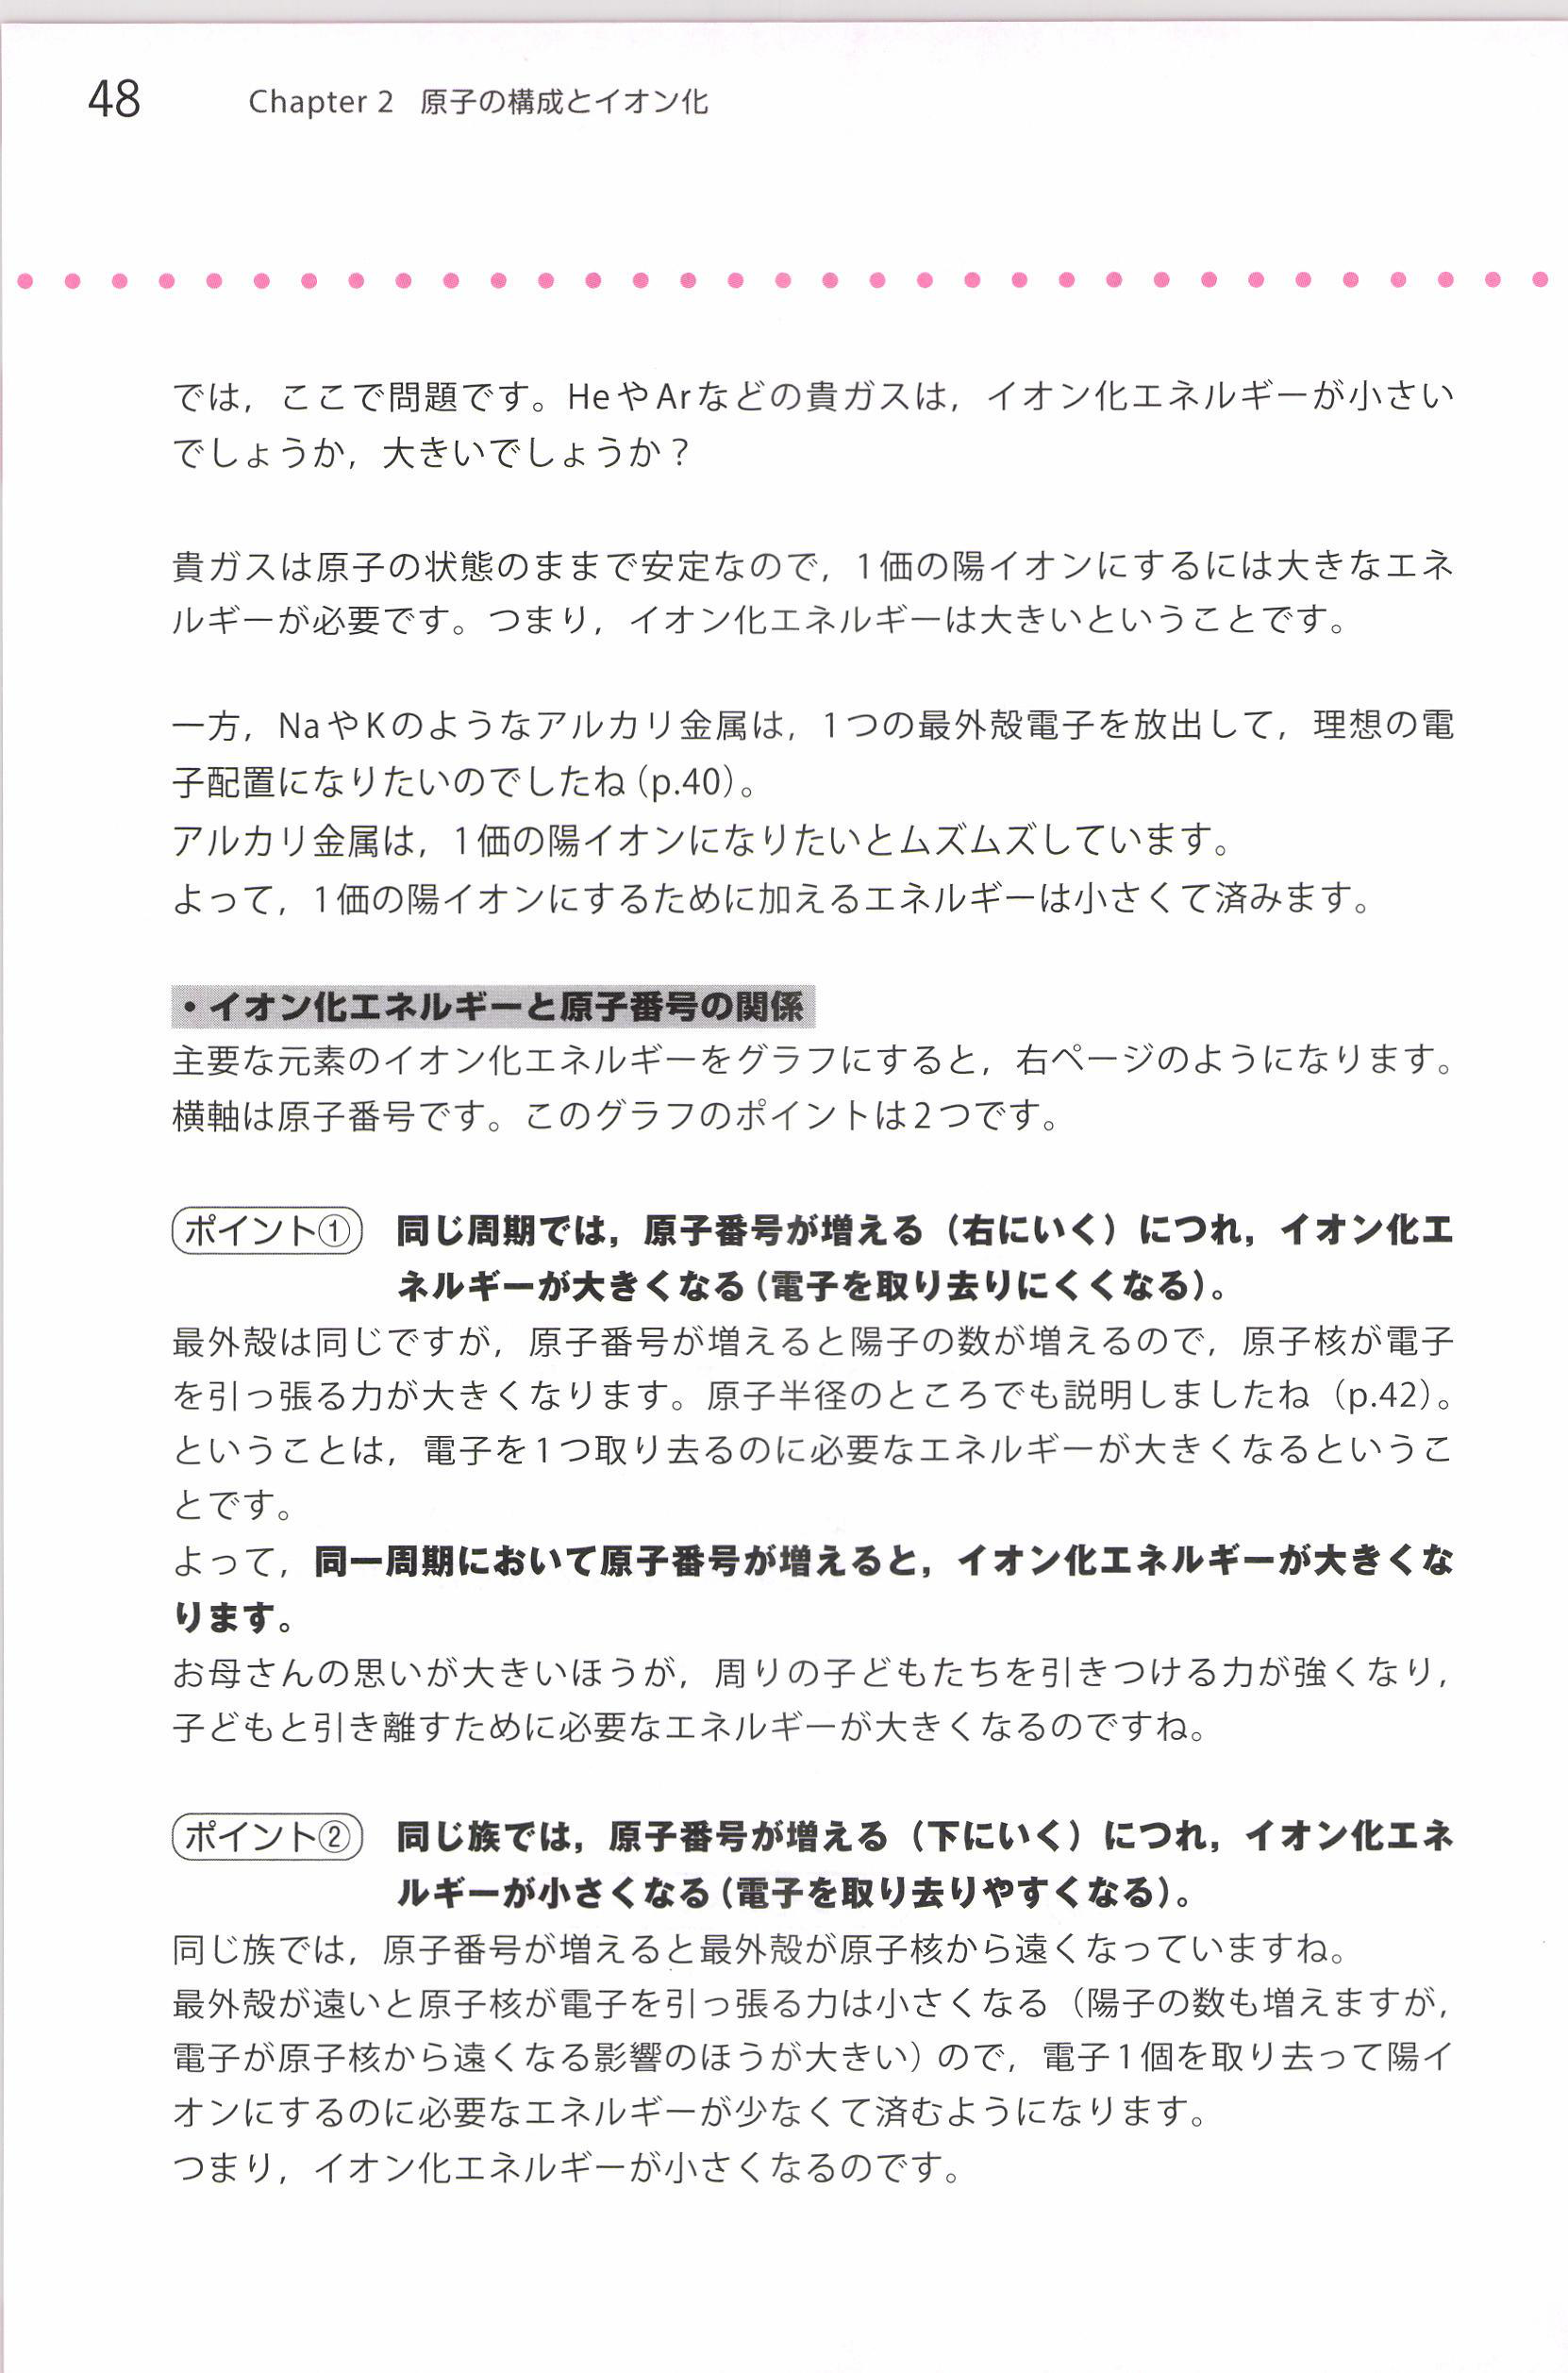 48 Chapter 2 原子の構成とイオン化
では，ここで問題です。HeやArなどの貴ガスは，イオン化エネルギーが小さい
でしょうか，大きいでしょうか？
貴ガスは原子の状態のままで安定なので，1価の陽イオンにするには大きなエネ
ルギーが必要です。つまり，イオン化エネルギーは大きいということです。
一方，NaやKのようなアルカリ金属は，1つの最外殻電子を放出して，理想の電
子配置になりたいのでしたね（p.40）。
アルカリ金属は，1価の陽イオンになりたいとムズムズしています。
よって，1価の陽イオンにするために加えるエネルギーは小さくて済みます。
・イオン化エネルギーと原子番号の関係
主要な元素のイオン化エネルギーをグラフにすると，右ページのようになります。
横軸は原子番号です。このグラフのポイントは2つです。
ポイント① 同じ周期では，原子番号が増える（右にいく）につれ，イオン化エ
ネルギーが大きくなる（電子を取り去りにくくなる）。
最外殻は同じですが，原子番号が増えると陽子の数が増えるので，原子核が電子
を引っ張る力が大きくなります。原子半径のところでも説明しましたね（p.42）。
ということは，電子を1つ取り去るのに必要なエネルギーが大きくなるというこ
とです。
よって，同一周期において原子番号が増えると，イオン化エネルギーが大きくな
ります。
お母さんの思いが大きいほうが，周りの子どもたちを引きつける力が強くなり，
子どもと引き離すために必要なエネルギーが大きくなるのですね。
ポイント② 同じ族では，原子番号が増える（下にいく）につれ，イオン化エネ
ルギーが小さくなる（電子を取り去りやすくなる）。
同じ族では，原子番号が増えると最外殻が原子核から遠くなっていますね。
最外殻が遠いと原子核が電子を引っ張る力は小さくなる（陽子の数も増えますが，
電子が原子核から遠くなる影響のほうが大きい）ので，電子1個を取り去って陽イ
オンにするのに必要なエネルギーが少なくて済むようになります。
つまり，イオン化エネルギーが小さくなるのです。